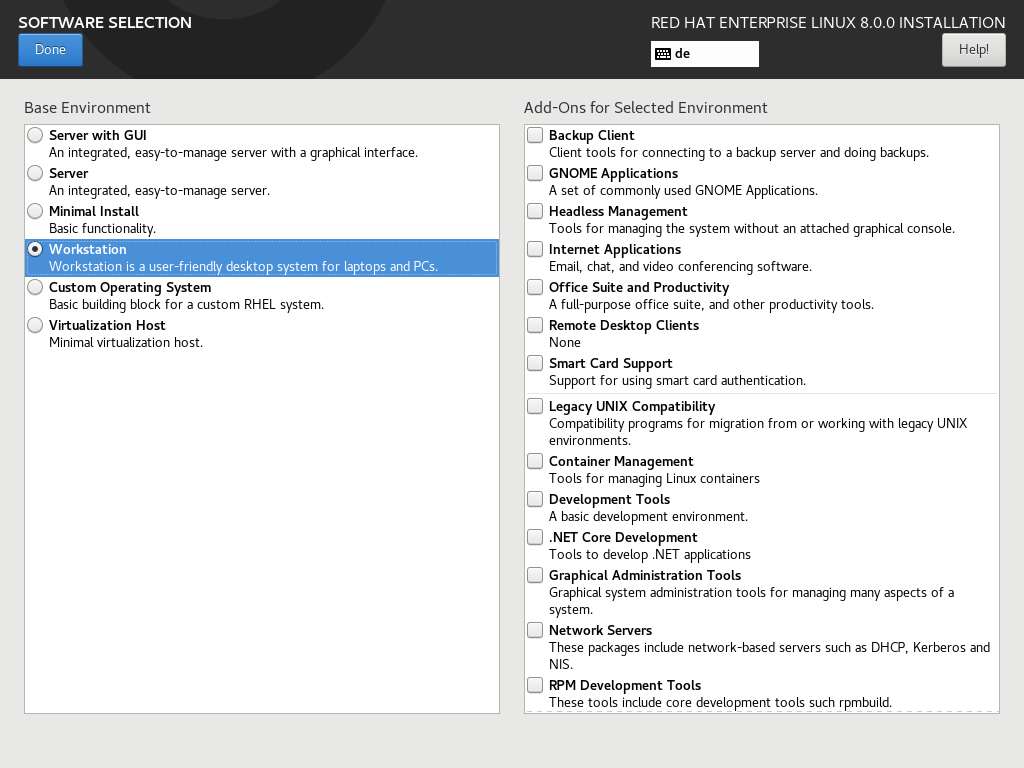 SOFTWARE SELECTION
Done
RED HAT ENTERPRISE LINUX 8.0.0 INSTALLATION
de
Help!
Base Environment
Server with GUI
An integrated, easy-to-manage server with a graphical interface.
Server
An integrated, easy-to-manage server.
Minimal Install
Basic functionality.
Workstation
Workstation is a user-friendly desktop system for laptops and PCs.
Custom Operating System
Basic building block for a custom RHEL system.
Virtualization Host
Minimal virtualization host.
Add-Ons for Selected Environment
Backup Client
Client tools for connecting to a backup server and doing backups.
GNOME Applications
A set of commonly used GNOME Applications.
Headless Management
Tools for managing the system without an attached graphical console.
Internet Applications
Email, chat, and video conferencing software.
Office Suite and Productivity
A full-purpose office suite, and other productivity tools.
Remote Desktop Clients
None
Smart Card Support
Support for using smart card authentication.
Legacy UNIX Compatibility
Compatibility programs for migration from or working with legacy UNIX
environments.
Container Management
Tools for managing Linux containers
Development Tools
A basic development environment.
.NET Core Development
Tools to develop .NET applications
Graphical Administration Tools
Graphical system administration tools for managing many aspects of a
system.
Network Servers
These packages include network-based servers such as DHCP, Kerberos and
NIS.
RPM Development Tools
These tools include core development tools such rpmbuild.